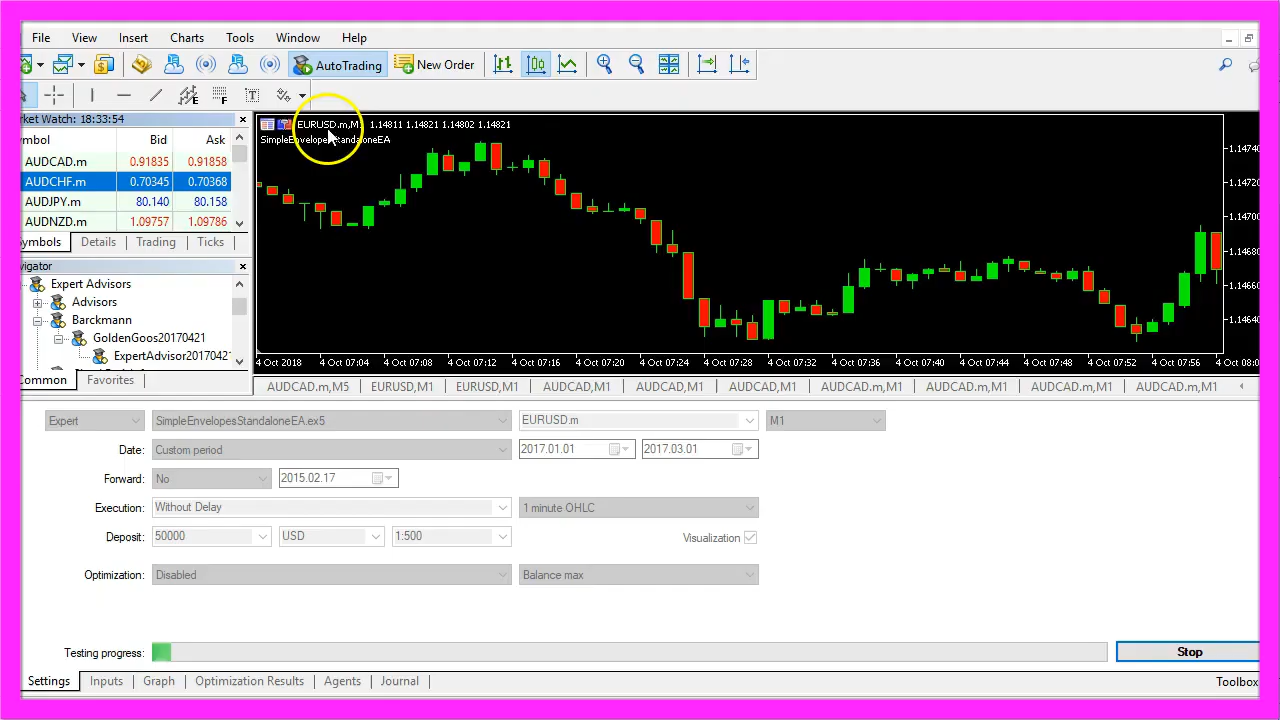 File View Insert Charts Tools Window Help
AutoTrading New Order
E F T
rket Watch: 18:33:54
ymbol Bid Ask
AUDCAD.m 0.91835 0.91858
AUDCHF.m 0.70345 0.70368
AUDJPY.m 80.140 80.158
AUDNZD.m 1.09757 1.09786
ymbols Details Trading Ticks
vigator
Expert Advisors
Advisors
Barckmann
GoldenGoos20170421
ExpertAdvisor2017042
Common Favorites
EURUSD.m,M 1.14811 1.14821 1.14802 1.14821
SimpleEnvelopesStandaloneEA
1.14740
1.14720
1.14700
1.14680
1.14660
1.14640
4 Oct 2018 4 Oct 07:04 4 Oct 07:08 4 Oct 07:12 4 Oct 07:16 4 Oct 07:20 4 Oct 07:24 4 Oct 07:28 4 Oct 07:32 4 Oct 07:36 4 Oct 07:40 4 Oct 07:44 4 Oct 07:48 4 Oct 07:52 4 Oct 07:56 4 Oct 08:0
AUDCAD.m,M5 EURUSD,M1 EURUSD,M1 AUDCAD,M1 AUDCAD,M1 AUDCAD,M1 AUDCAD.m,M1 AUDCAD.m,M1 AUDCAD.m,M1 AUDCAD.m,M1
Expert SimpleEnvelopesStandaloneEA.ex5 EURUSD.m M1
Date: Custom period 2017.01.01 2017.03.01
Forward: No 2015.02.17
Execution: Without Delay 1 minute OHLC
Deposit: 50000 USD 1:500 Visualization
Optimization: Disabled Balance max
Testing progress: Stop
Settings Inputs Graph Optimization Results Agents Journal Toolbox